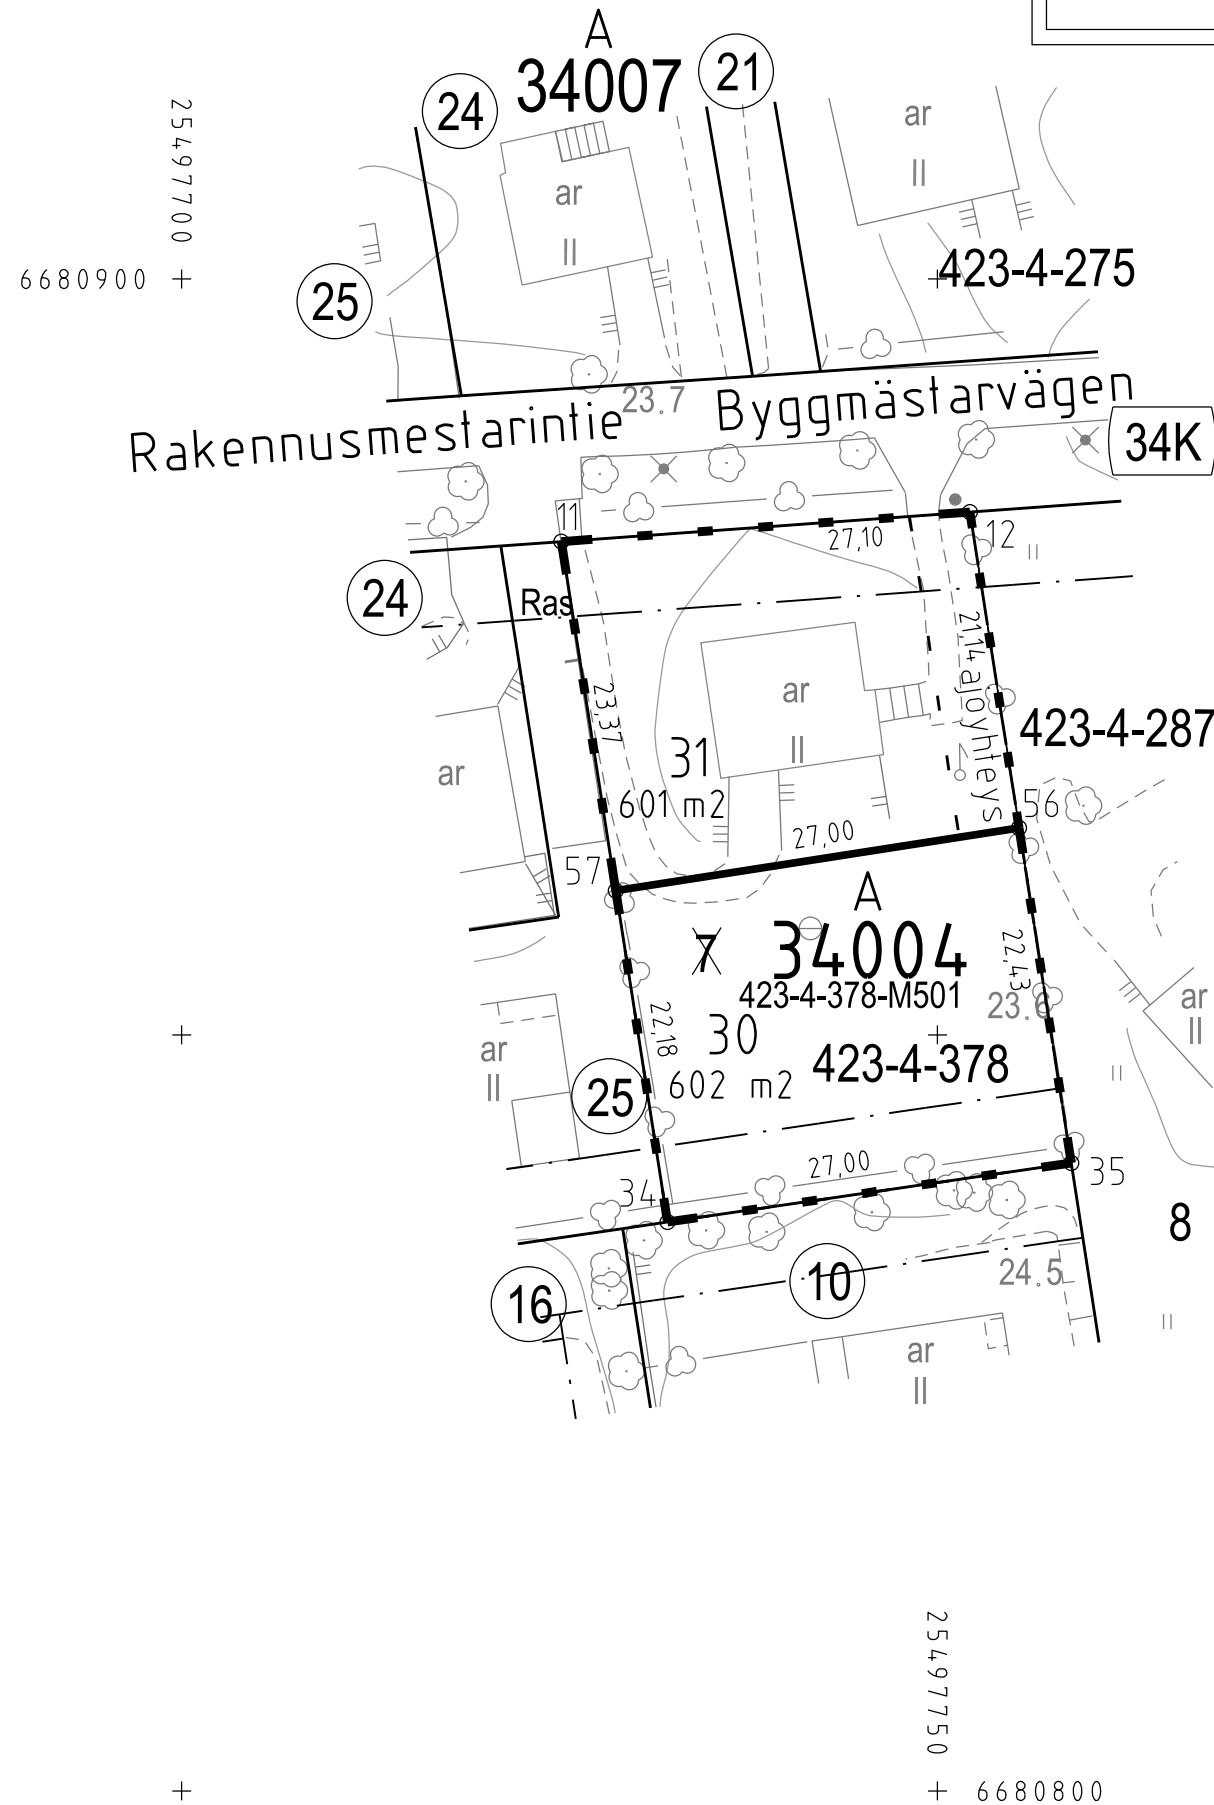 A
34007
24
21
25497700
ar
II
ar
II
6680900
25
423-4-275
23.7
Rakennusmestarintie Byggmästarvägen
34K
11
27,10
12
II
24
Ras
21,14 ajoyhteys
23,37
ar
II
423-4-287
31
ar
601 m2
56
27,00
57
A
7
34004
22,43
423-4-378-M501
23.6
ar
II
22,18
30
ar
II
423-4-378
25
602 m2
II
27,00
34
35
8
10
24.5
16
II
ar
II
25497750
6680800